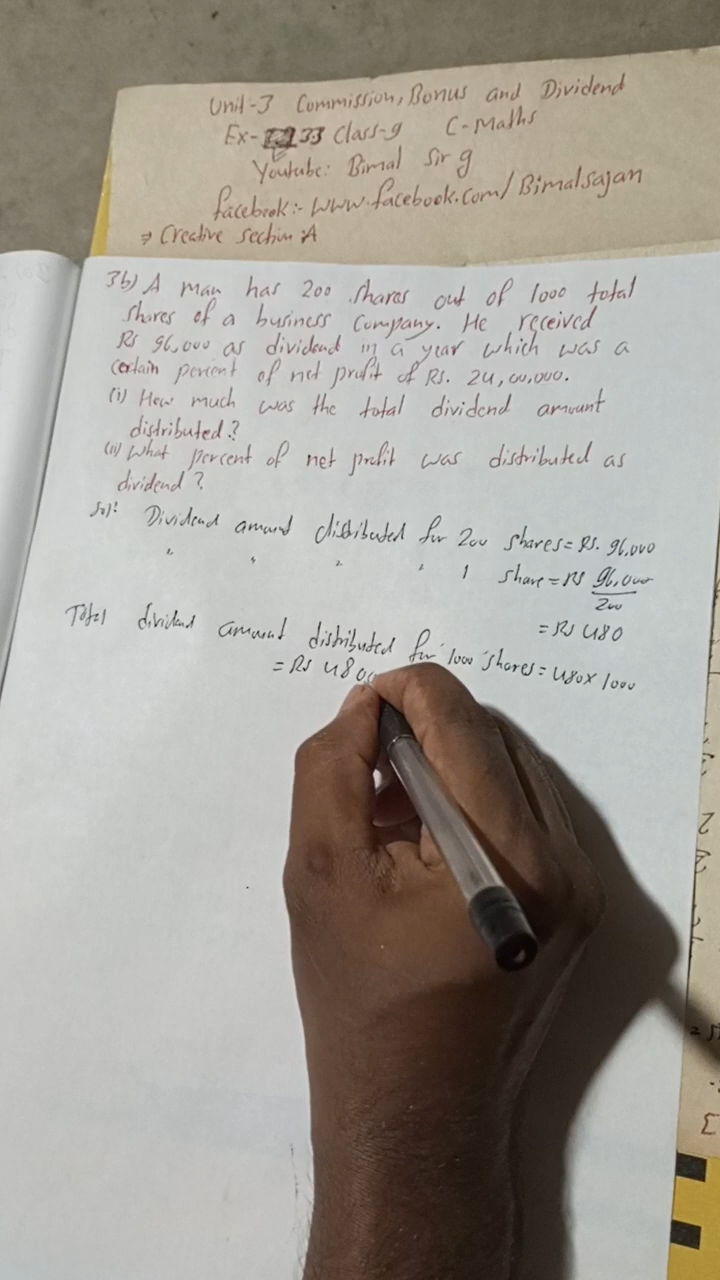 Unit-3 Commission, Bonus and Dividend
Ex- 33 Class-9 C-Maths
Youtube: Bimal Sir g
facebook:- www.facebook.com/Bimalsajan
⇒ Creative section:A
3b) A man has 200 shares out of 1000 total
shares of a business company. He received
Rs 96,000 as dividend in a year which was a
certain percent of net profit of Rs. 24,00,000.
(i) How much was the total dividend amount
distributed?
(ii) What percent of net profit was distributed as
dividend?
Solⁿ: Dividend amount distributed for 200 shares = Rs. 96,000
" " " " 1 share = Rs 96,000
200
= Rs 480
Total dividend amount distributed for 1000 shares = 480 × 1000
= Rs 480